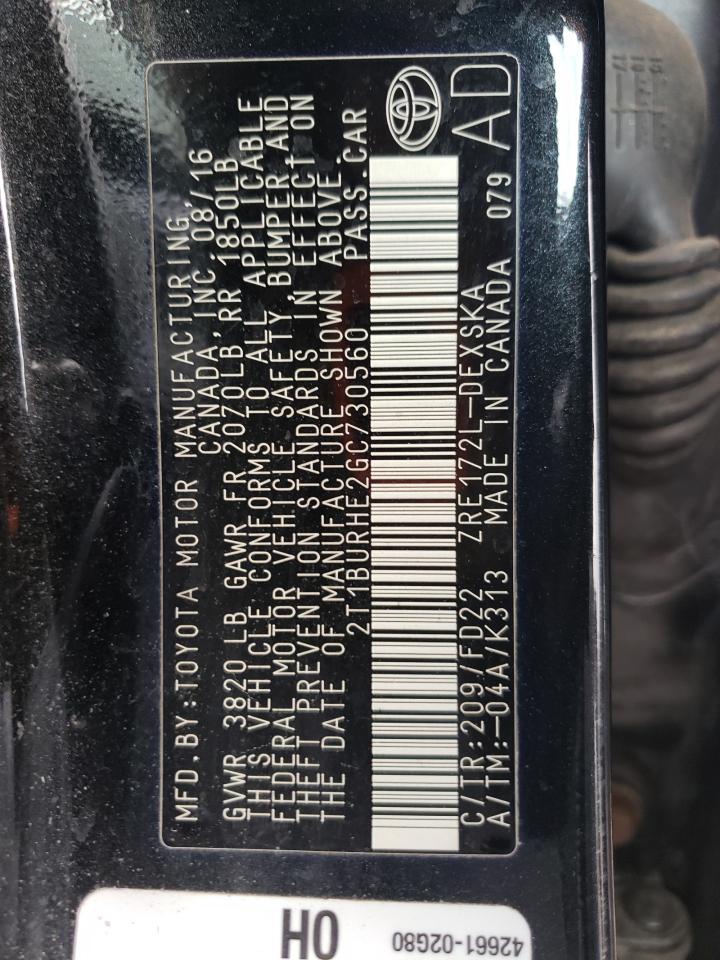 MFD.BY:TOYOTA MOTOR MANUFACTURING,
CANADA,INC.08/16
GVWR 3820LB GAWR FR 2070LB,RR 1850LB
THIS VEHICLE CONFORMS TO ALL APPLICABLE
FEDERAL MOTOR VEHICLE SAFETY, BUMPER,AND
THEFT PREVENTION STANDARDS IN EFFECT ON
THE DATE OF MANUFACTURE SHOWN ABOVE.
2T1BURHE2GC730560 PASS.CAR
C/TR:209/FD22 ZRE172L-DEXSKA
A/TM:-04A/K313 MADE IN CANADA 079
AD
0H
42661-02G80